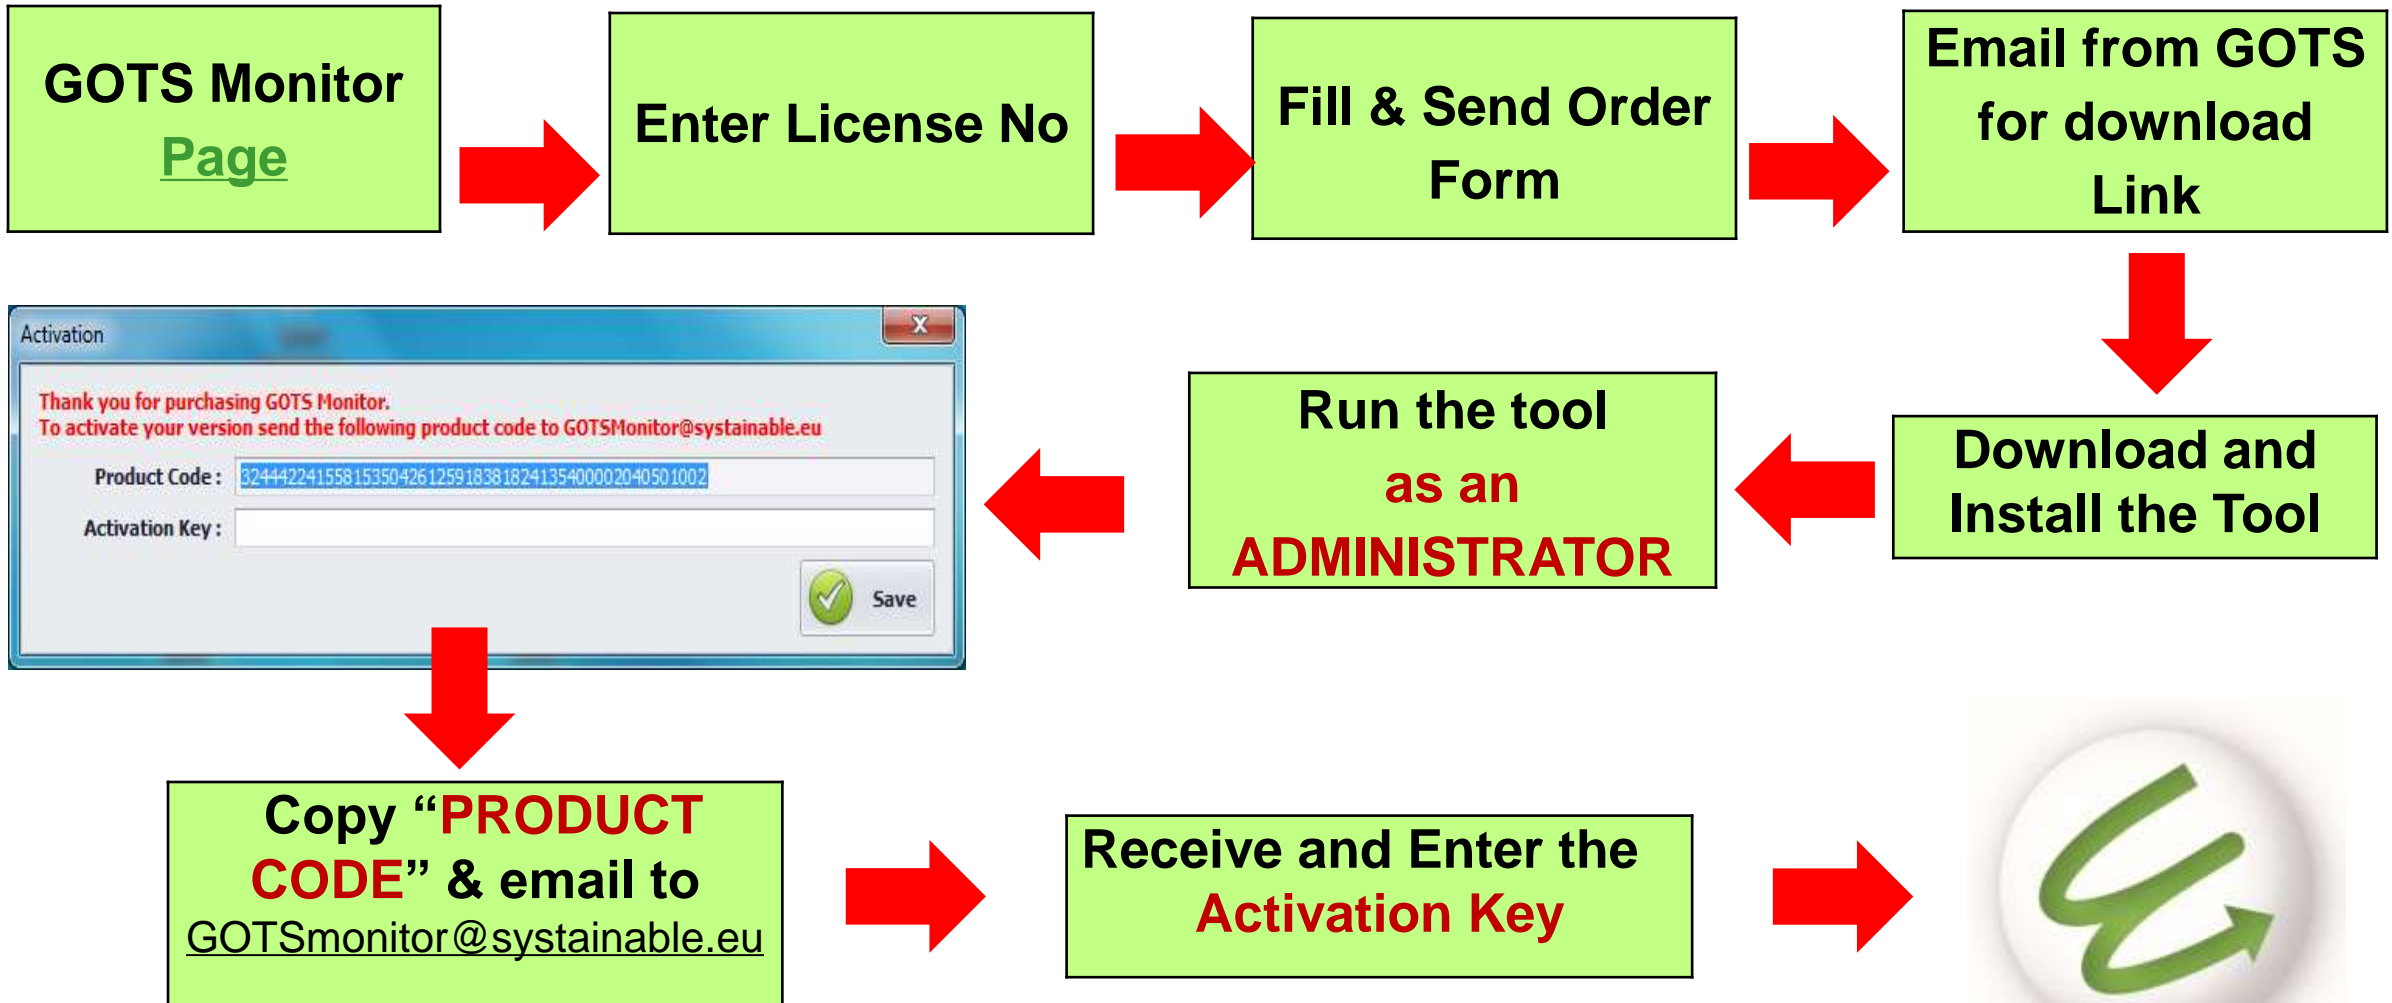 GOTS Monitor
Page
Enter License No
Fill & Send Order
Form
Email from GOTS
for download
Link
Download and
Install the Tool
Run the tool
as an
ADMINISTRATOR
Activation
X
Thank you for purchasing GOTS Monitor.
To activate your version send the following product code to GOTSMonitor@systainable.eu
Product Code : 32444224155815350426125918381824135400002040501002
Activation Key :
Save
Copy “PRODUCT
CODE” & email to
GOTSmonitor@systainable.eu
Receive and Enter the
Activation Key